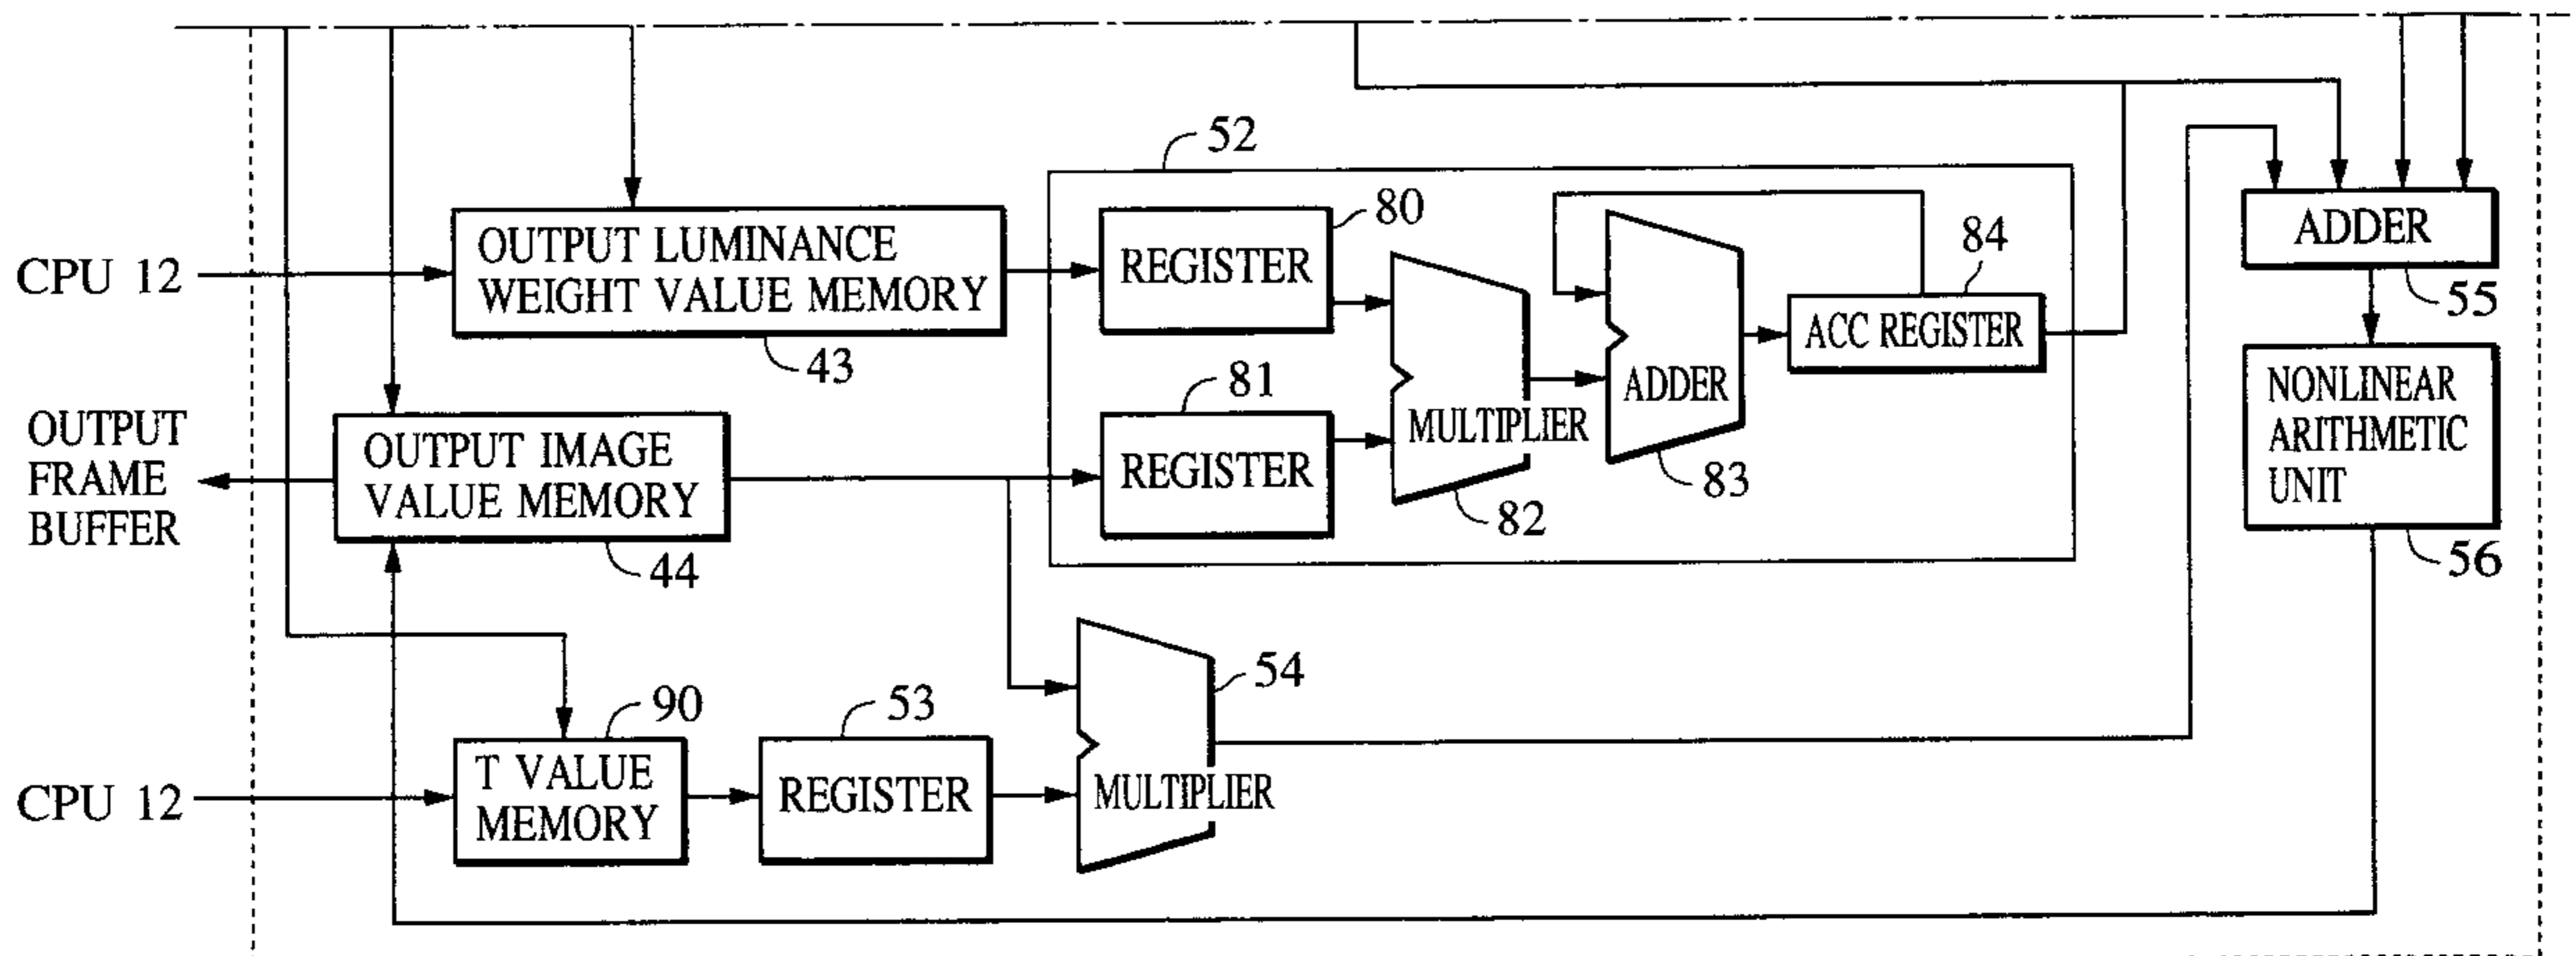 52
80
84
CPU 12
OUTPUT LUMINANCE
WEIGHT VALUE MEMORY
43
REGISTER
ACC REGISTER
ADDER
55
OUTPUT
FRAME
BUFFER
OUTPUT IMAGE
VALUE MEMORY
44
81
REGISTER
MULTIPLIER
82
ADDER
83
NONLINEAR
ARITHMETIC
UNIT
56
54
90
53
CPU 12
T VALUE
MEMORY
REGISTER
MULTIPLIER